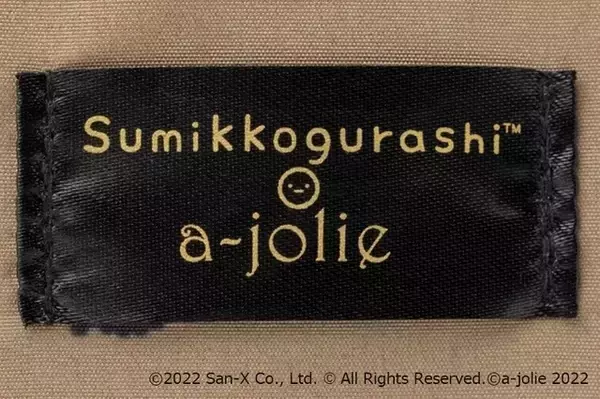 Sumikkogurashi™
a-jolie
©2022 San-X Co., Ltd. © All Rights Reserved.©a-jolie 2022